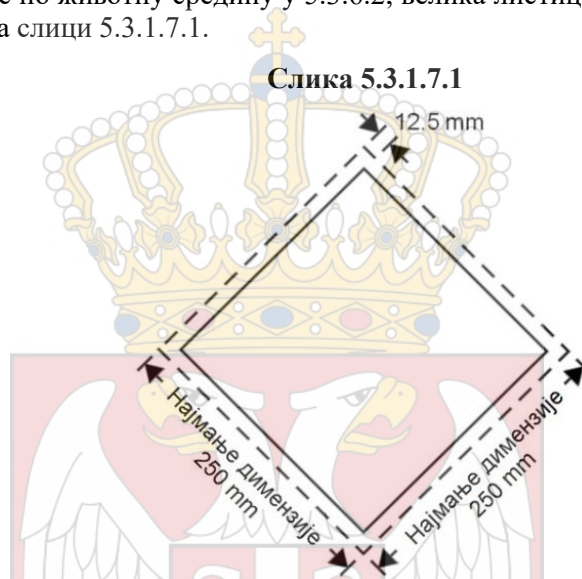 животну средину у 5.3.6.2, велика листиц
а слици 5.3.1.7.1.
Слика 5.3.1.7.1
12.5 mm
Најмање димензије
250 mm
Најмање димензије
250 mm